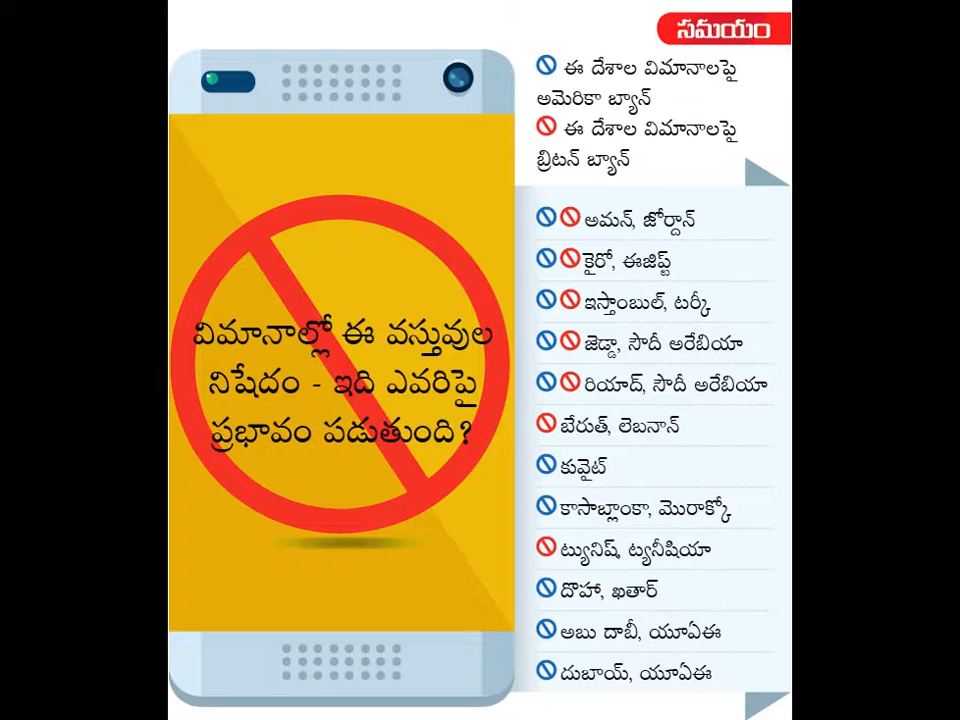 సమయం
ఈ దేశాల విమానాలపై
అమెరికా బ్యాన్
ఈ దేశాల విమానాలపై
బ్రిటన్ బ్యాన్
విమానాల్లో ఈ వస్తువుల
నిషేదం - ఇది ఎవరిపై
ప్రభావం పడుతుంది?
అమన్, జోర్డాన్
కైరో, ఈజిప్ట్
ఇస్తాంబుల్, టర్కీ
జెడ్డా, సౌదీ అరేబియా
రియాద్, సౌదీ అరేబియా
బేరుత్, లెబనాన్
కువైట్
కాసాబ్లాంకా, మొరాక్కో
ట్యునిష్, ట్యునీషియా
దొహా, ఖతార్
అబు దాబీ, యూఏఈ
దుబాయ్, యూఏఈ